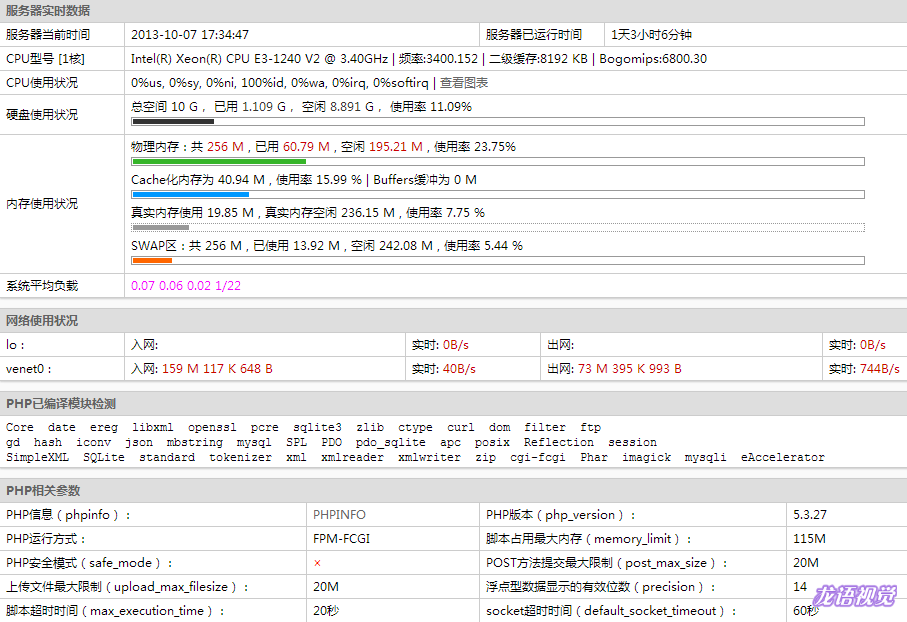 服务器实时数据
服务器当前时间 2013-10-07 17:34:47 服务器已运行时间 1天3小时6分钟
CPU型号 [1核] Intel(R) Xeon(R) CPU E3-1240 V2 @ 3.40GHz | 频率:3400.152 | 二级缓存:8192 KB | Bogomips:6800.30
CPU使用状况 0%us, 0%sy, 0%ni, 100%id, 0%wa, 0%irq, 0%softirq | 查看图表
硬盘使用状况 总空间 10 G， 已用 1.109 G， 空闲 8.891 G， 使用率 11.09%
内存使用状况
物理内存：共 256 M , 已用 60.79 M , 空闲 195.21 M , 使用率 23.75%
Cache化内存为 40.94 M , 使用率 15.99 % | Buffers缓冲为 0 M
真实内存使用 19.85 M , 真实内存空闲 236.15 M , 使用率 7.75 %
SWAP区：共 256 M , 已使用 13.92 M , 空闲 242.08 M , 使用率 5.44 %
系统平均负载 0.07 0.06 0.02 1/22
网络使用状况
lo : 入网: 实时: 0B/s 出网: 实时: 0B/s
venet0 : 入网: 159 M 117 K 648 B 实时: 40B/s 出网: 73 M 395 K 993 B 实时: 744B/s
PHP已编译模块检测
Core date ereg libxml openssl pcre sqlite3 zlib ctype curl dom filter ftp
gd hash iconv json mbstring mysql SPL PDO pdo_sqlite apc posix Reflection session
SimpleXML SQLite standard tokenizer xml xmlreader xmlwriter zip cgi-fcgi Phar imagick mysqli eAccelerator
PHP相关参数
PHP信息（phpinfo）： PHPINFO PHP版本（php_version）： 5.3.27
PHP运行方式： FPM-FCGI 脚本占用最大内存（memory_limit）： 115M
PHP安全模式（safe_mode）： × POST方法提交最大限制（post_max_size）： 20M
上传文件最大限制（upload_max_filesize）： 20M 浮点型数据显示的有效位数（precision）： 14
脚本超时时间（max_execution_time）： 20秒 socket超时时间（default_socket_timeout）： 60秒
龙语视觉